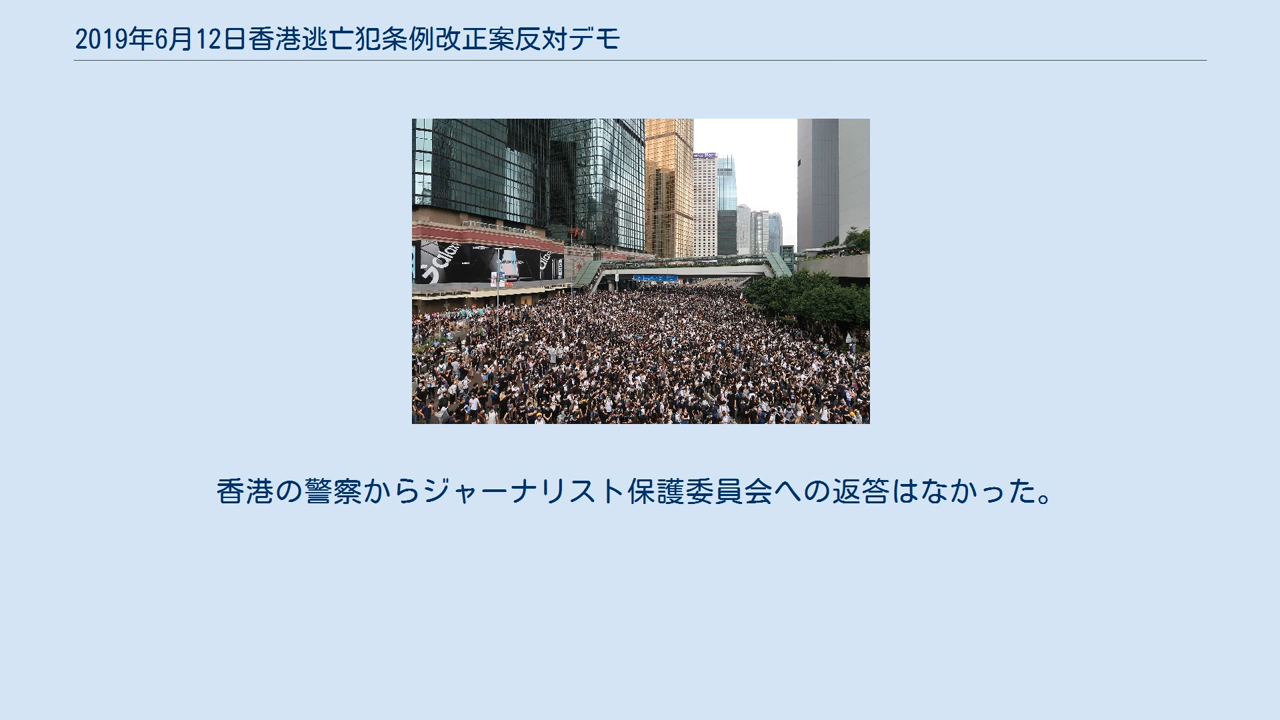 2019年6月12日香港逃亡犯条例改正案反対デモ
Galax
香港の警察からジャーナリスト保護委員会への返答はなかった。